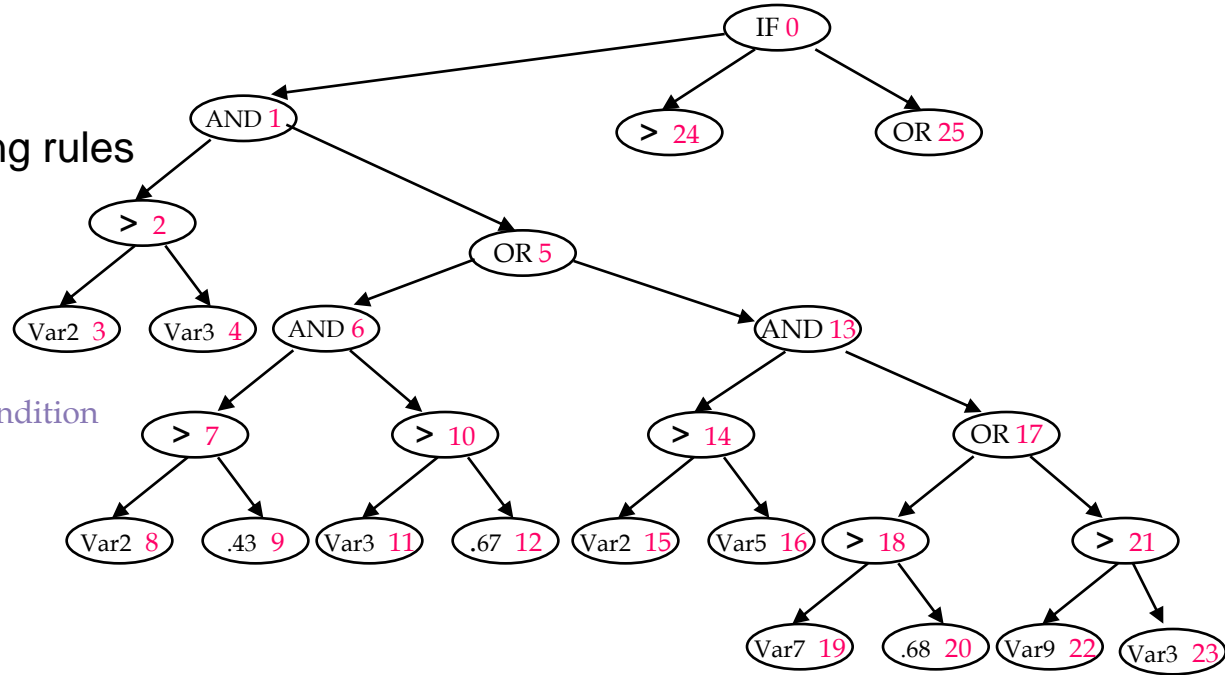 IF 0
AND 1
> 24
OR 25
ng rules
> 2
OR 5
Var2 3
Var3 4
AND 6
AND 13
ndition
> 7
> 10
> 14
OR 17
Var2 8
.43 9
Var3 11
.67 12
Var2 15
Var5 16
> 18
> 21
Var7 19
.68 20
Var9 22
Var3 23